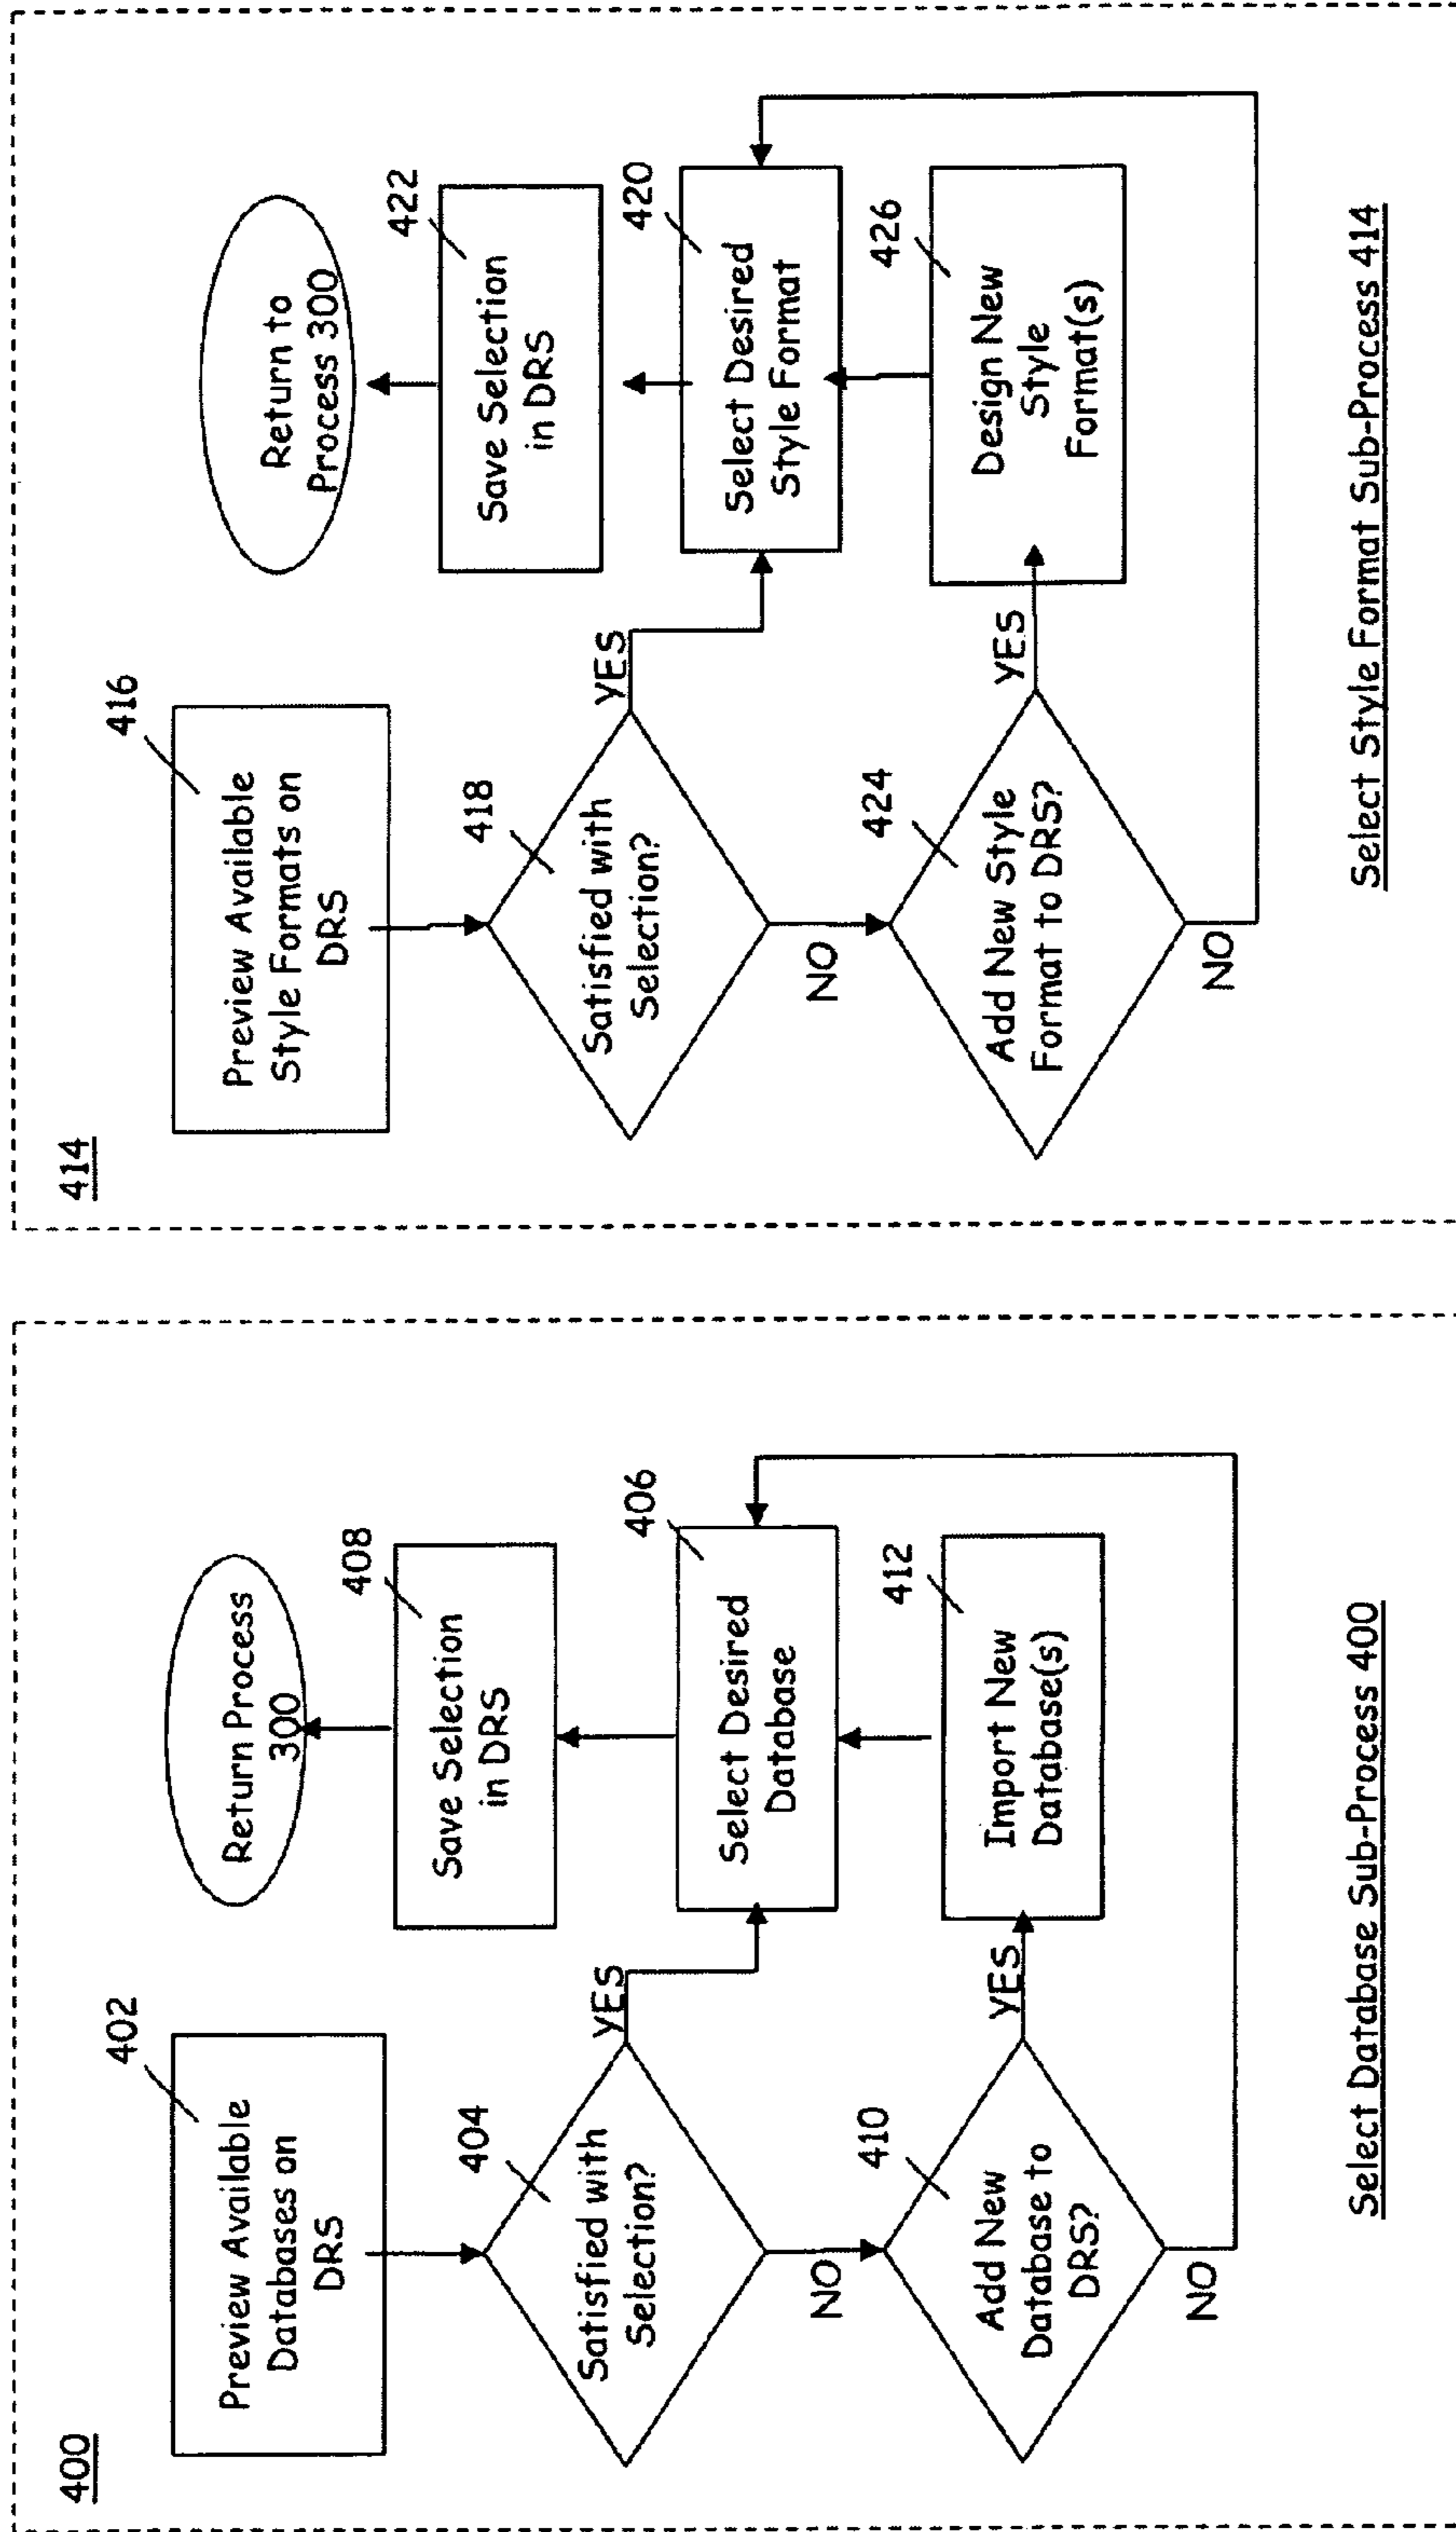 400
402
Preview Available
Databases on
DRS
404
Satisfied with
Selection?
YES
NO
410
Add New
Database to
DRS?
YES
NO
Return Process
300
408
Save Selection
in DRS
406
Select Desired
Database
412
Import New
Database(s)
Select Database Sub-Process 400
414
416
Preview Available
Style Formats on
DRS
418
Satisfied with
Selection?
YES
NO
424
Add New Style
Format to DRS?
YES
NO
Return to
Process 300
422
Save Selection
in DRS
420
Select Desired
Style Format
426
Design New
Style
Format(s)
Select Style Format Sub-Process 414